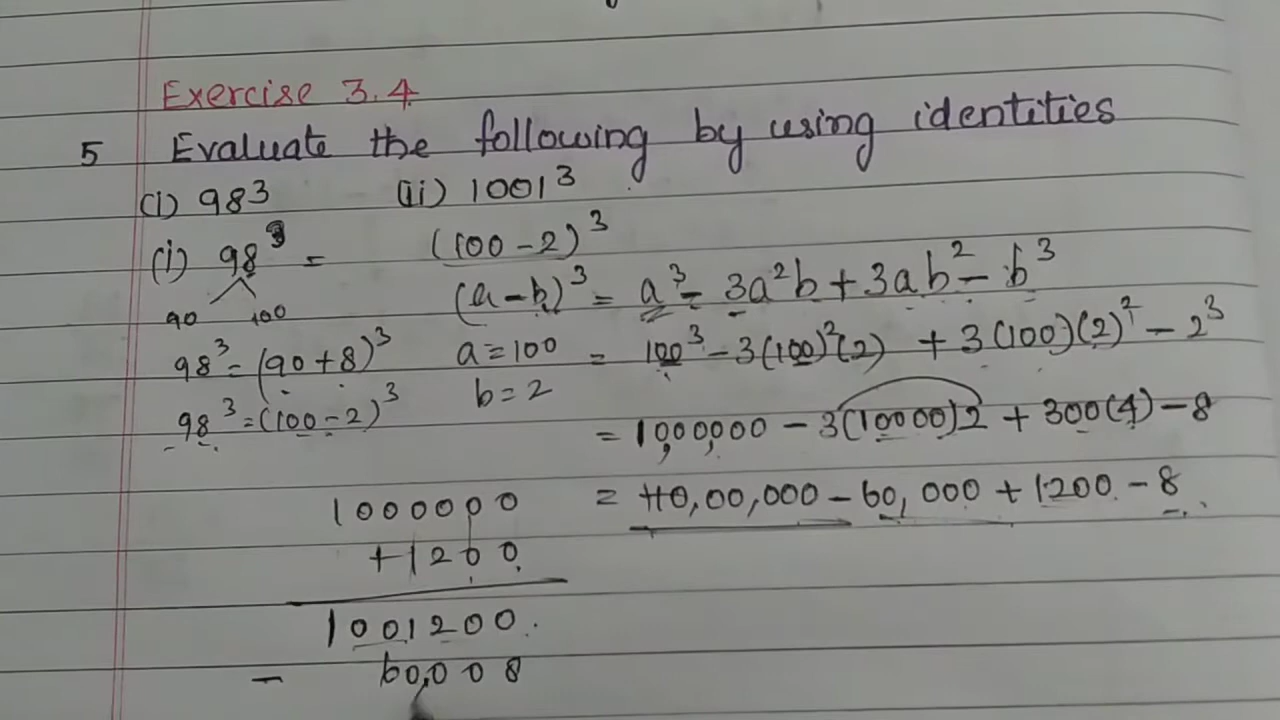 Exercise 3.4
5 Evaluate the following by using identities
(i) 98³ (ii) 1001³
(i) 98³ = (100 - 2)³
90 100
(a - b)³ = a³ - 3a²b + 3ab² - b³
98³ = (90 + 8)³ a = 100 = 100³ - 3(100)²(2) + 3(100)(2)² - 2³
98³ = (100 - 2)³ b = 2
= 1,000,000 - 3(10000)2 + 300(4) - 8
= +10,00,000 - 60,000 + 1200 - 8
1000000
+1200
1001200
- 60,008